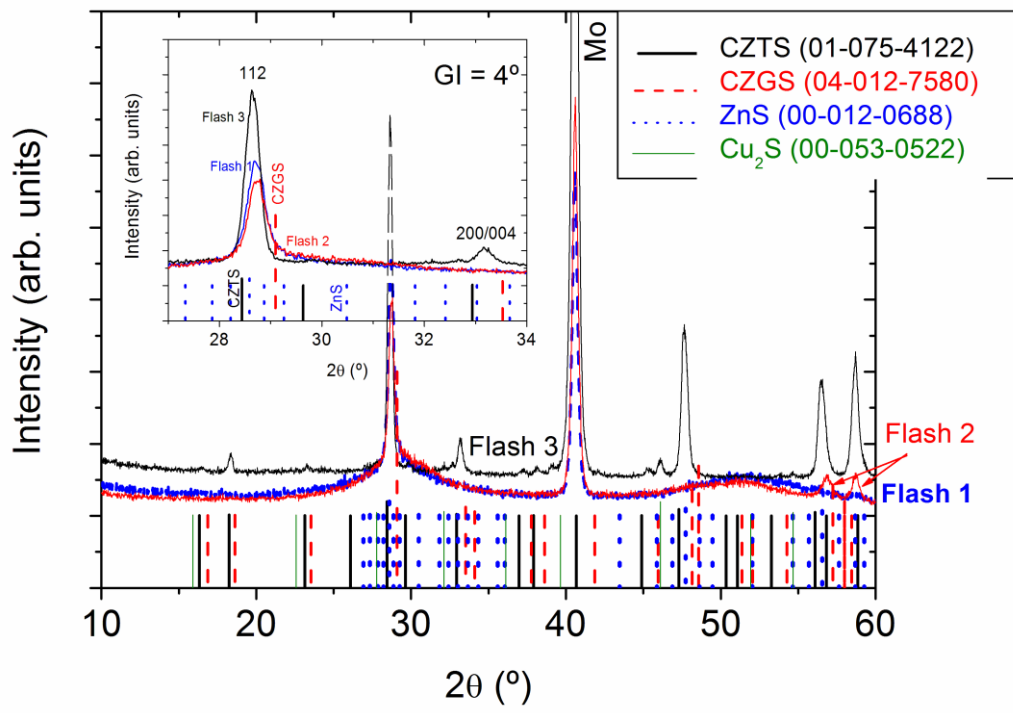 Mo
CZTS (01-075-4122)
CZGS (04-012-7580)
ZnS (00-012-0688)
Cu2S (00-053-0522)
GI = 4º
112
Flash 3
Flash 1
CZGS
Flash 2
200/004
CZTS
ZnS
Intensity (arb. units)
28 30 32 34
2θ (º)
Intensity (arb. units)
Flash 3
Flash 2
Flash 1
10 20 30 40 50 60
2θ (º)